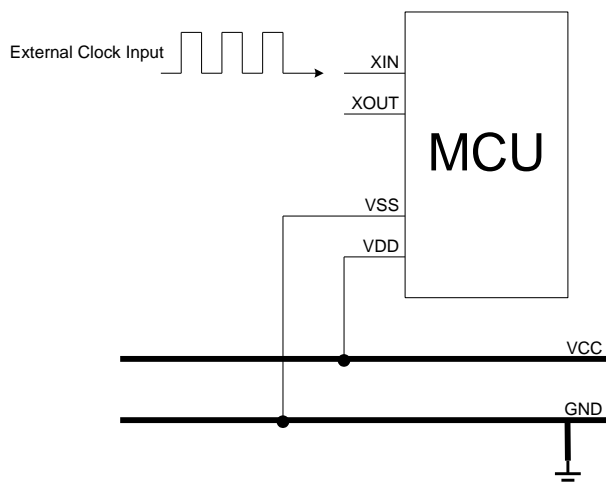 External Clock Input
XIN
XOUT
MCU
VSS
VDD
VCC
GND